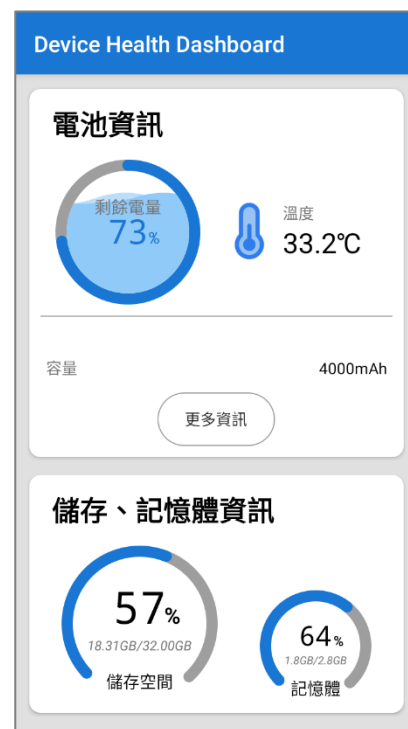 Device Health Dashboard
電池資訊
剩餘電量
73%
溫度
33.2℃
容量
4000mAh
更多資訊
儲存、記憶體資訊
57%
18.31GB/32.00GB
儲存空間
64%
1.8GB/2.8GB
記憶體